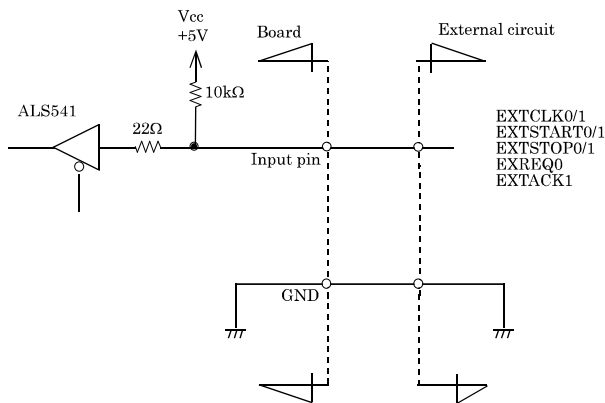 Vcc
+5V
Board
External circuit
10kΩ
ALS541
22Ω
Input pin
EXTCLK0/1
EXTSTART0/1
EXTSTOP0/1
EXREQ0
EXTACK1
GND